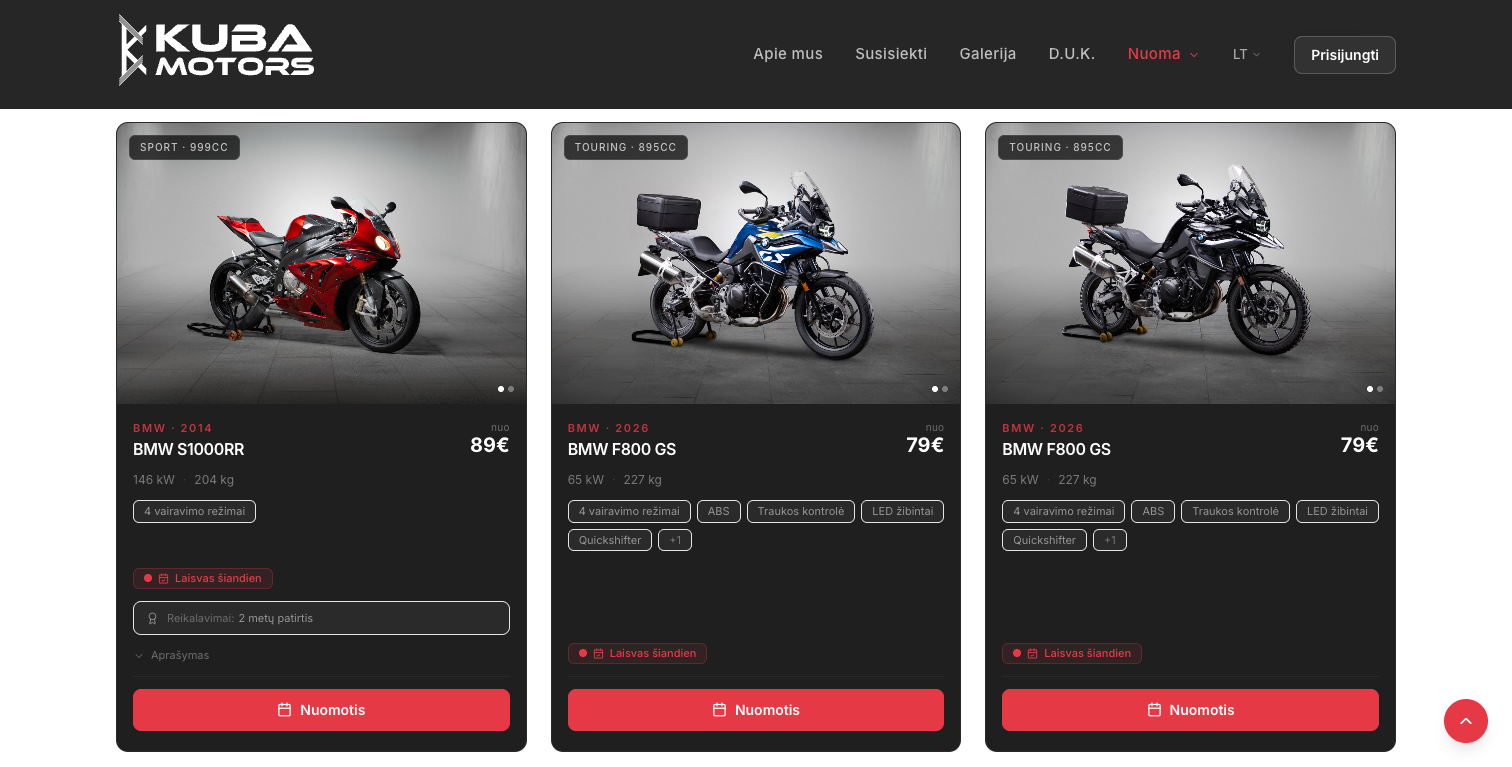 KUBA
MOTORS
Apie mus
Susisiekti
Galerija
D.U.K.
Nuoma
LT
Prisijungti
SPORT · 999CC
BMW · 2014
BMW S1000RR
nuo
89€
146 kW · 204 kg
4 vairavimo režimai
Laisvas šiandien
Reikalavimai: 2 metų patirtis
Aprašymas
Nuomotis
TOURING · 895CC
BMW · 2026
BMW F800 GS
nuo
79€
65 kW · 227 kg
4 vairavimo režimai
ABS
Traukos kontrolė
LED žibintai
Quickshifter
+1
Laisvas šiandien
Nuomotis
TOURING · 895CC
BMW · 2026
BMW F800 GS
nuo
79€
65 kW · 227 kg
4 vairavimo režimai
ABS
Traukos kontrolė
LED žibintai
Quickshifter
+1
Laisvas šiandien
Nuomotis